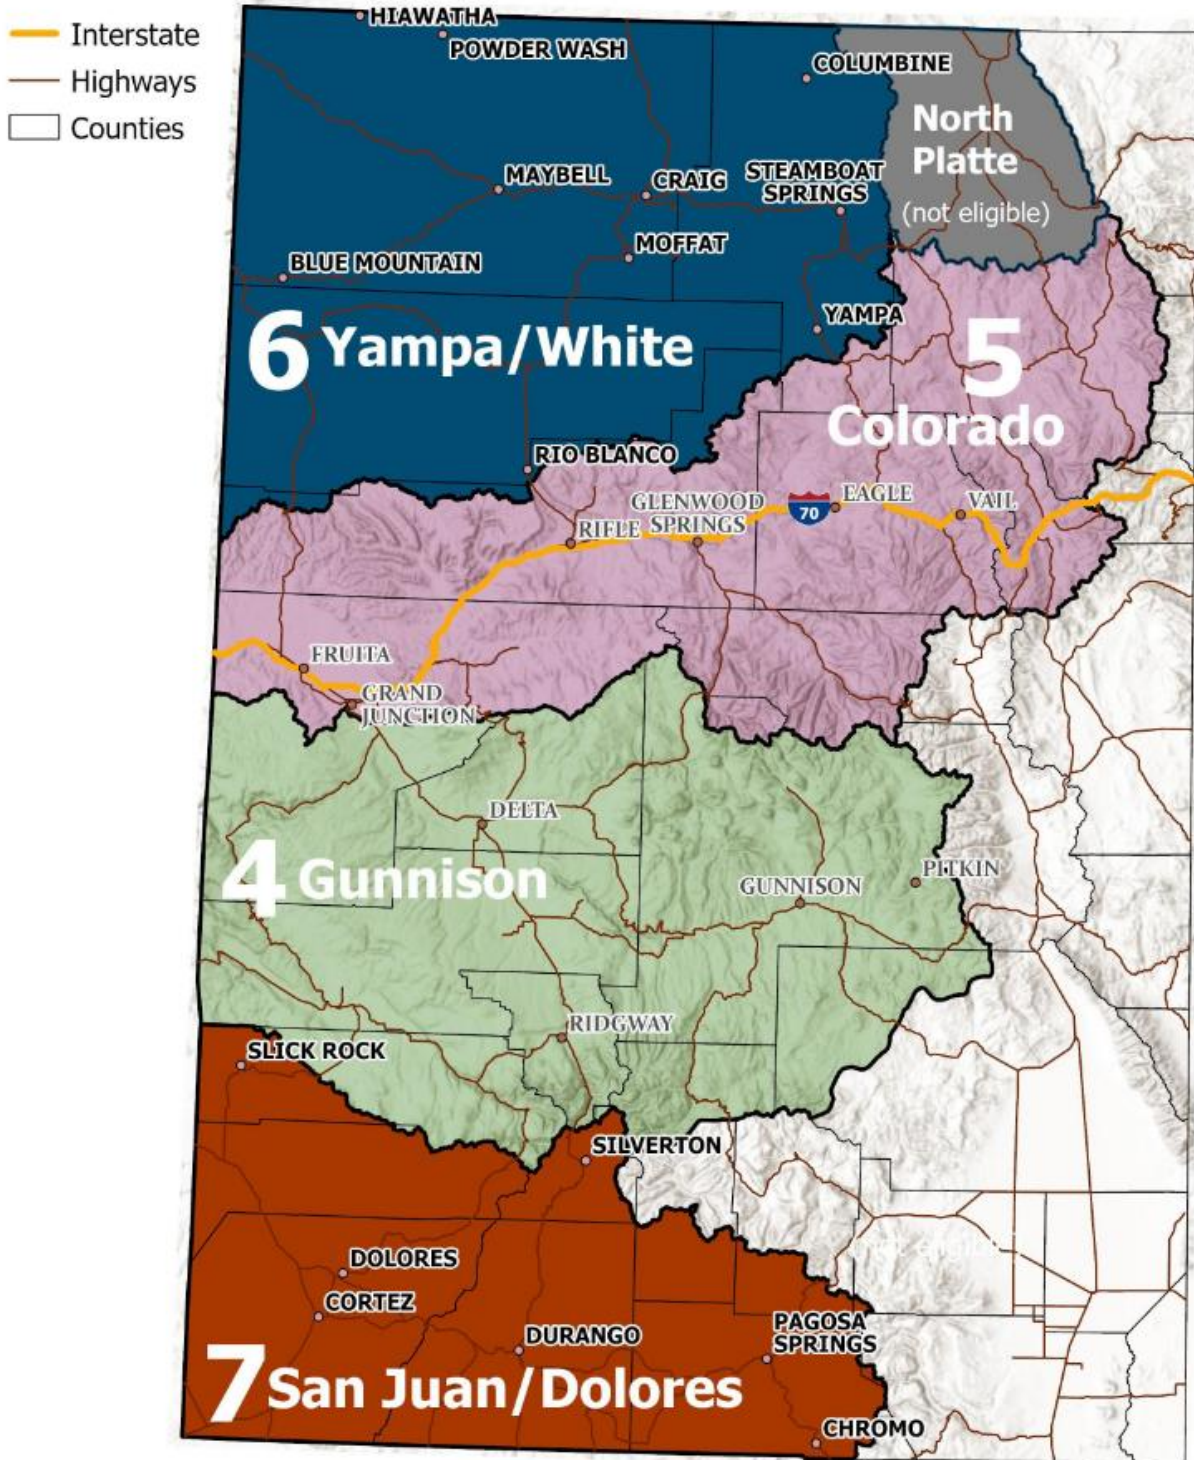 Interstate
Highways
Counties
HIAWATHA
POWDER WASH
COLUMBINE
North
Platte
(not eligible)
MAYBELL
CRAIG
STEAMBOAT
SPRINGS
MOFFAT
BLUE MOUNTAIN
YAMPA
6 Yampa/White
5
Colorado
RIO BLANCO
GLENWOOD
SPRINGS
70
EAGLE
VAIL
RIFLE
FRUITA
GRAND
JUNCTION
DELTA
4 Gunnison
GUNNISON
PITKIN
RIDGWAY
SLICK ROCK
SILVERTON
DOLORES
CORTEZ
DURANGO
PAGOSA
SPRINGS
7 San Juan/Dolores
CHROMO